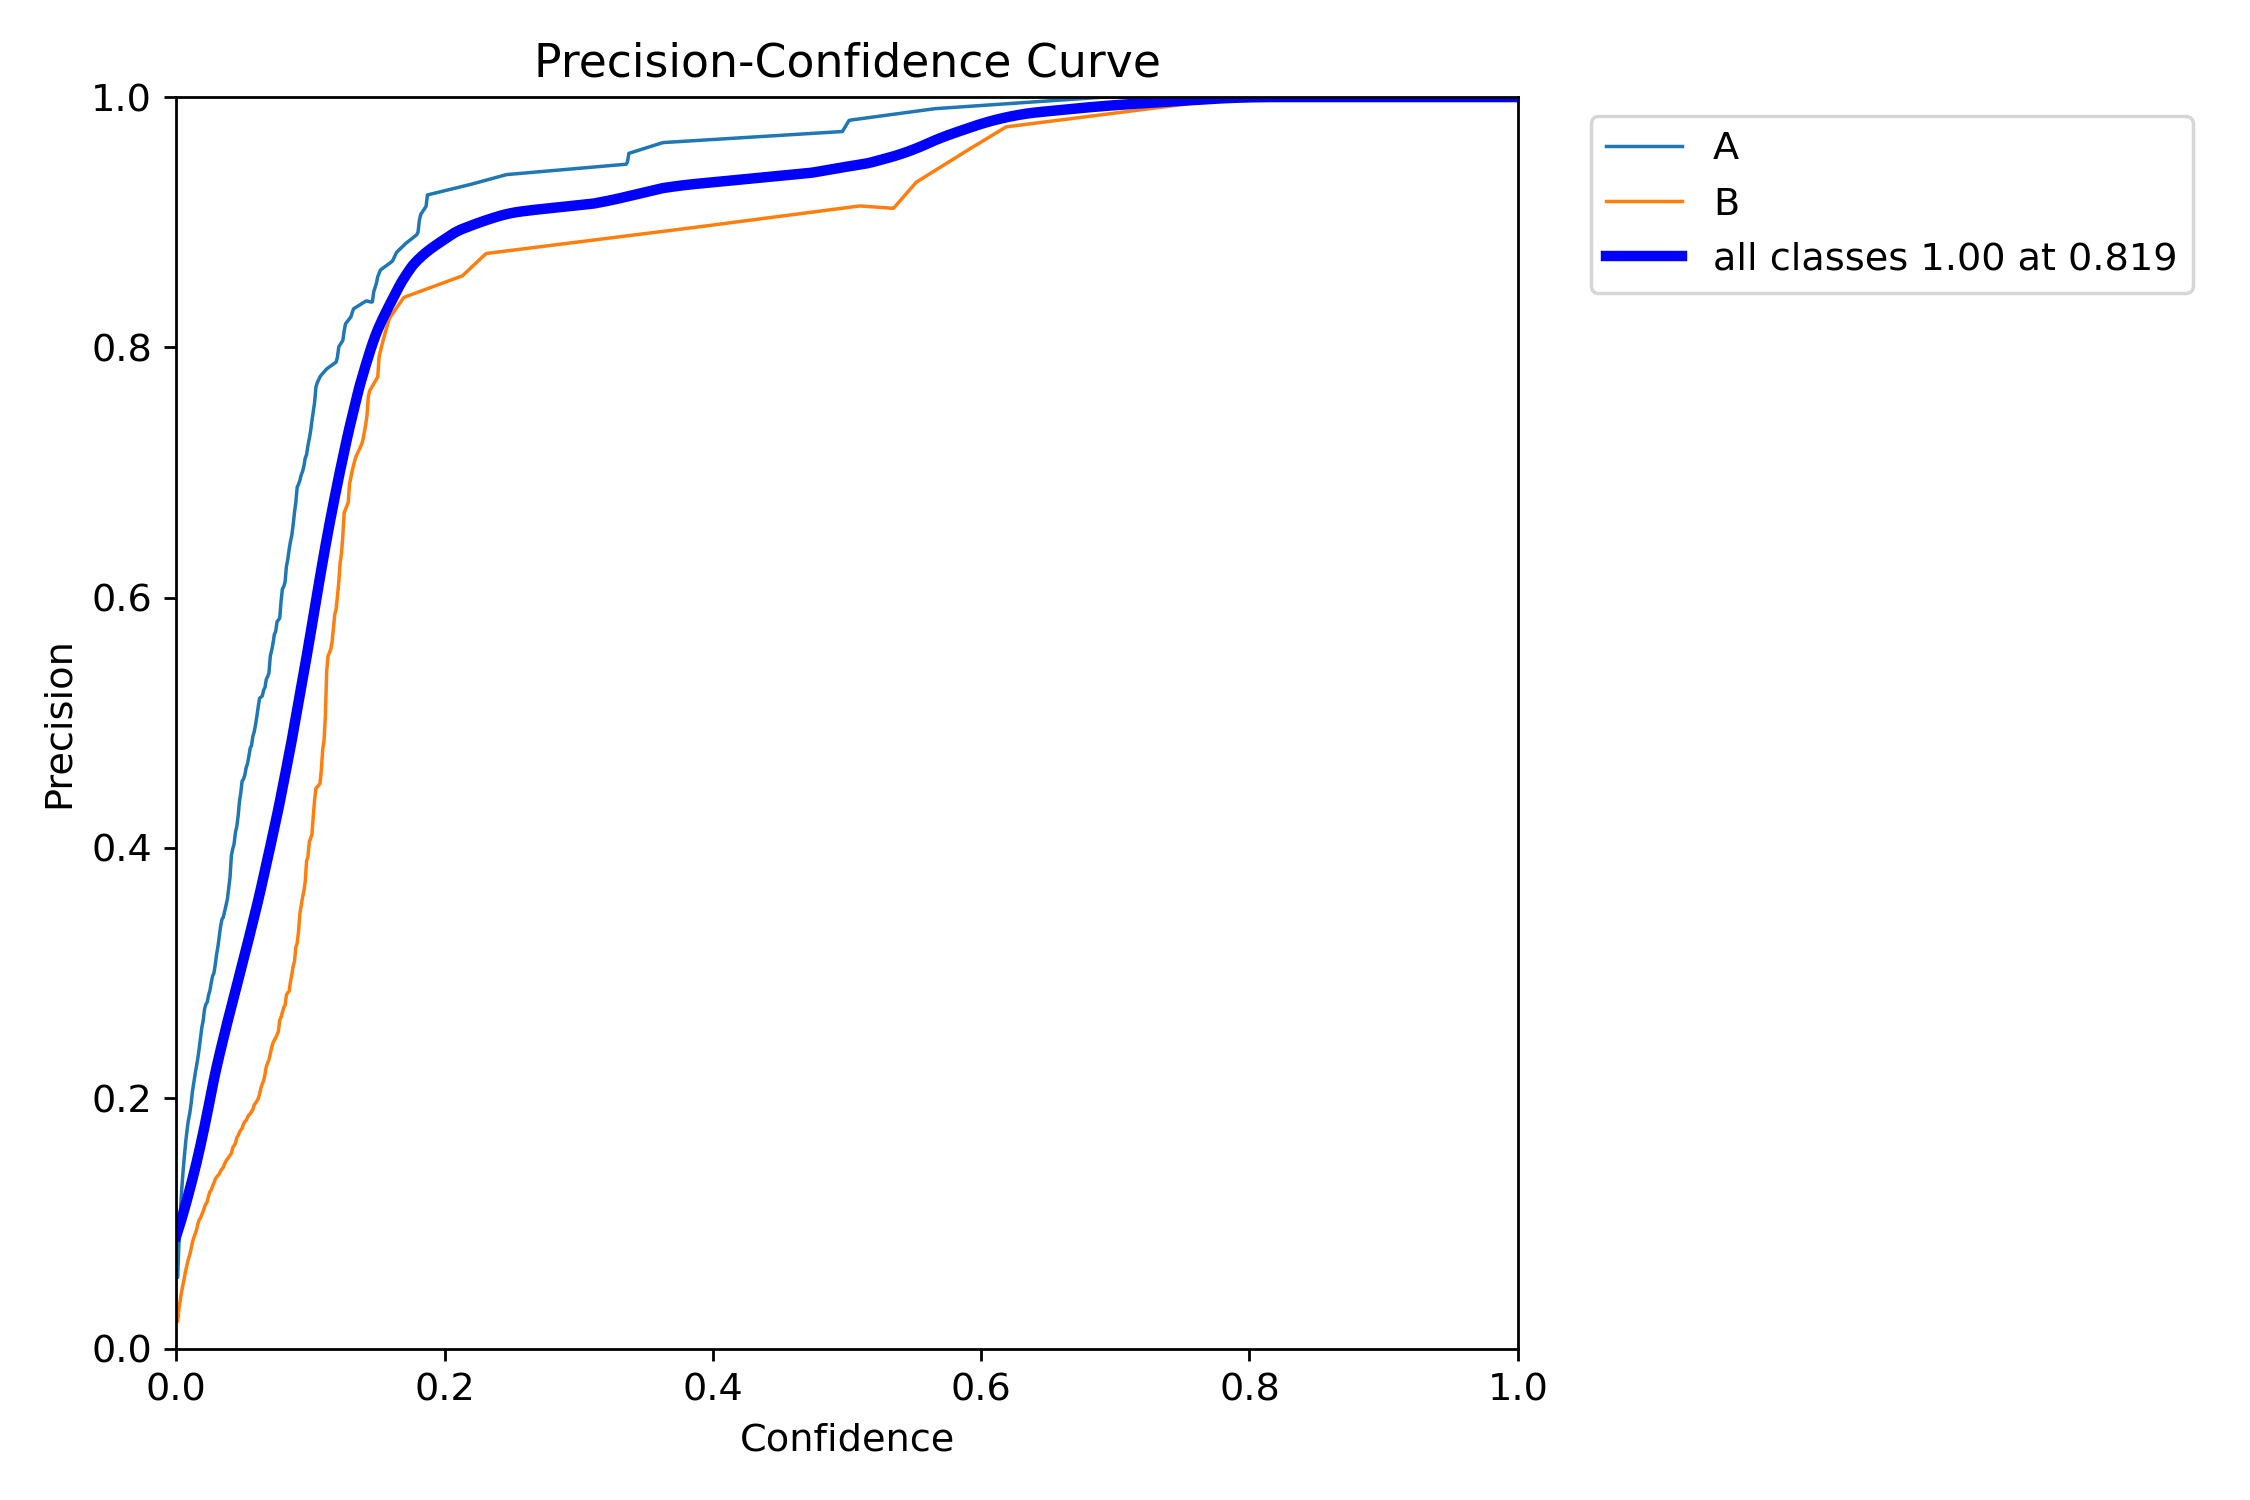 Precision-Confidence Curve
1.0
0.8
0.6
0.4
0.2
0.0
Precision
0.0 0.2 0.4 0.6 0.8 1.0
Confidence
A
B
all classes 1.00 at 0.819